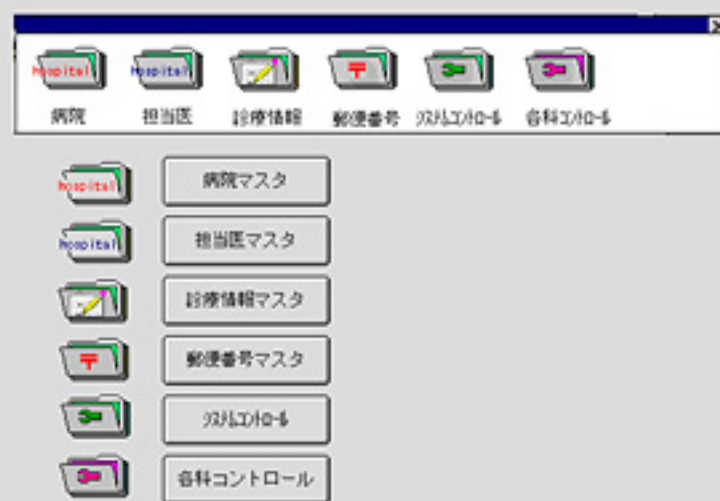 hospital hospital 〒
病院 担当医 診療情報 郵便番号 ｼｽﾃﾑｺﾝﾄﾛｰﾙ 各科ｺﾝﾄﾛｰﾙ
hospital 病院マスタ
hospital 担当医マスタ
診療情報マスタ
〒 郵便番号マスタ
ｼｽﾃﾑｺﾝﾄﾛｰﾙ
各科コントロール